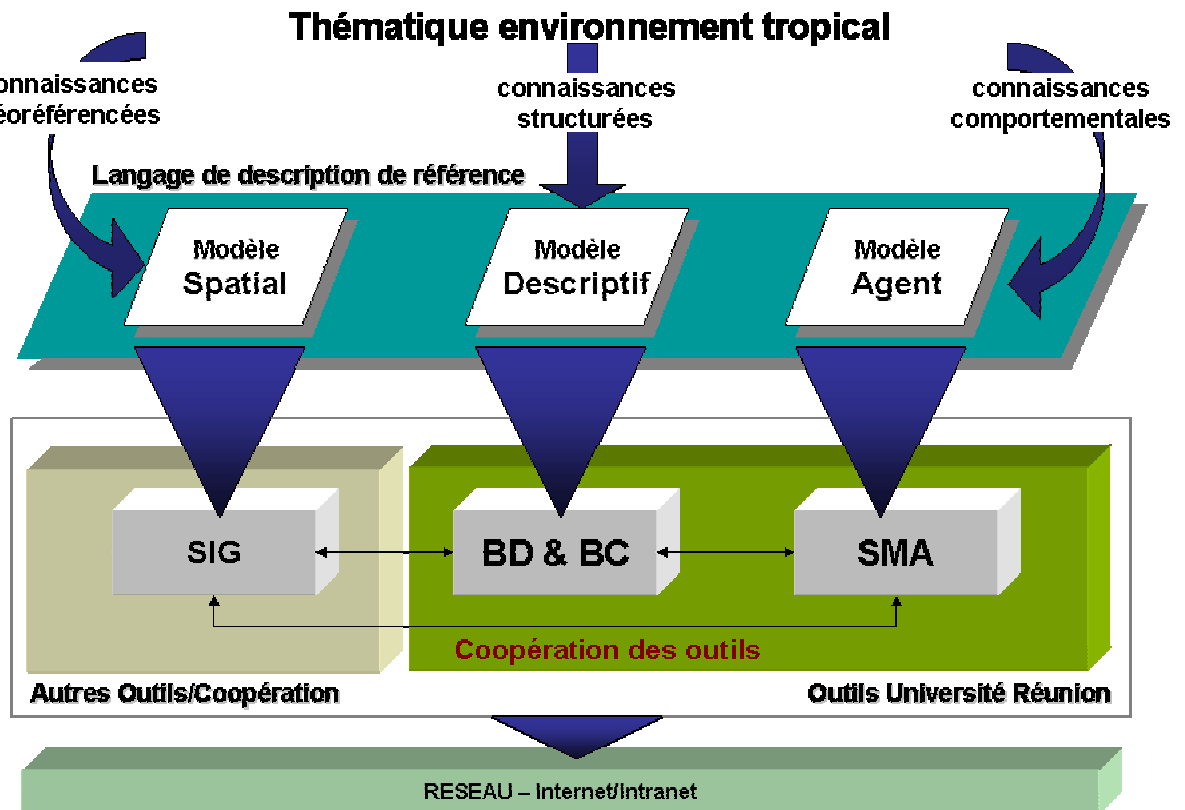 Thématique environnement tropical
onnaissances
éoréférencées
connaissances
structurées
connaissances
comportementales
Langage de description de référence
Modèle
Spatial
Modèle
Descriptif
Modèle
Agent
SIG
BD & BC
SMA
Coopération des outils
Autres Outils/Coopération
Outils Université Réunion
RESEAU – Internet/Intranet